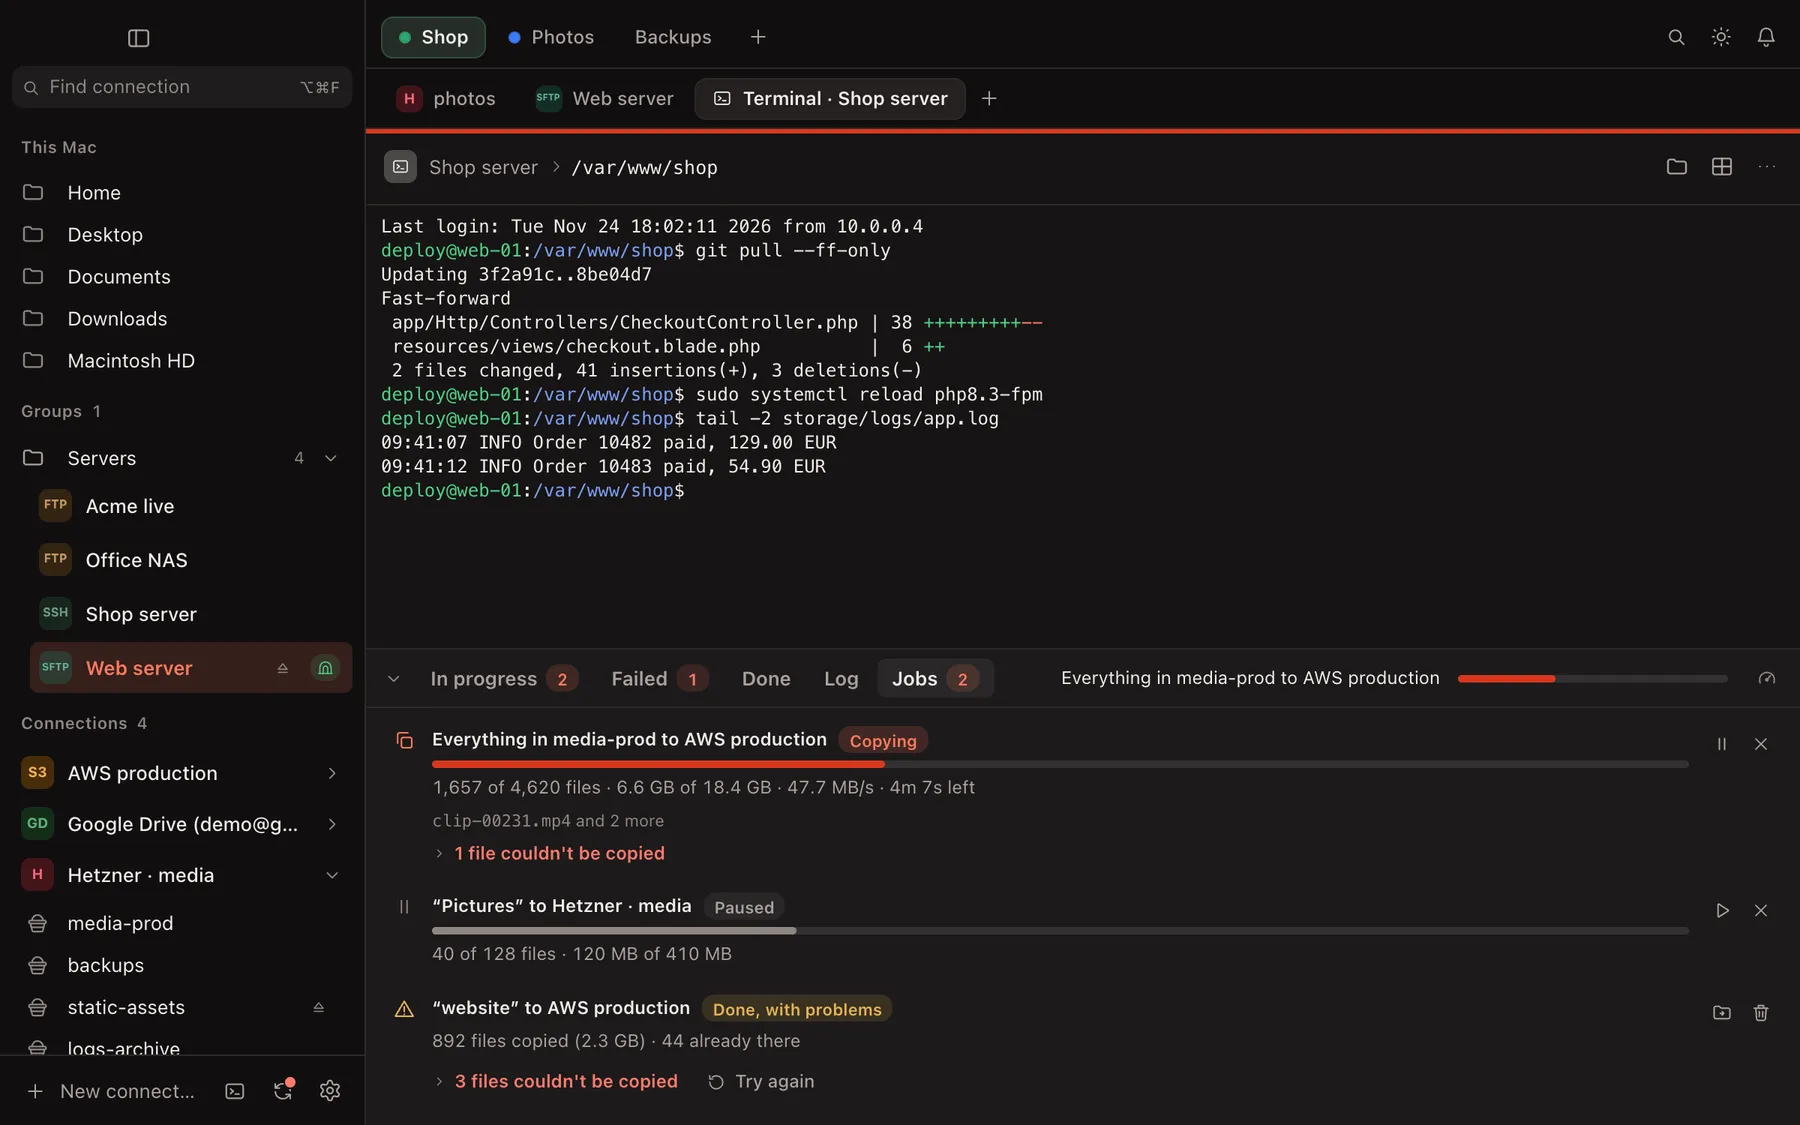 Find connection ⌥⌘F
This Mac
Home
Desktop
Documents
Downloads
Macintosh HD
Groups 1
Servers 4
FTP Acme live
FTP Office NAS
SSH Shop server
SFTP Web server
Connections 4
S3 AWS production
GD Google Drive (demo@g...
H Hetzner · media
media-prod
backups
static-assets
logs-archive
New connect...
Shop Photos Backups
H photos SFTP Web server Terminal · Shop server
Shop server > /var/www/shop
Last login: Tue Nov 24 18:02:11 2026 from 10.0.0.4
deploy@web-01:/var/www/shop$ git pull --ff-only
Updating 3f2a91c..8be04d7
Fast-forward
app/Http/Controllers/CheckoutController.php | 38 +++++++++--
resources/views/checkout.blade.php | 6 ++
2 files changed, 41 insertions(+), 3 deletions(-)
deploy@web-01:/var/www/shop$ sudo systemctl reload php8.3-fpm
deploy@web-01:/var/www/shop$ tail -2 storage/logs/app.log
09:41:07 INFO Order 10482 paid, 129.00 EUR
09:41:12 INFO Order 10483 paid, 54.90 EUR
deploy@web-01:/var/www/shop$
In progress 2 Failed 1 Done Log Jobs 2 Everything in media-prod to AWS production
Everything in media-prod to AWS production Copying
1,657 of 4,620 files · 6.6 GB of 18.4 GB · 47.7 MB/s · 4m 7s left
clip-00231.mp4 and 2 more
1 file couldn't be copied
“Pictures” to Hetzner · media Paused
40 of 128 files · 120 MB of 410 MB
“website” to AWS production Done, with problems
892 files copied (2.3 GB) · 44 already there
3 files couldn't be copied Try again